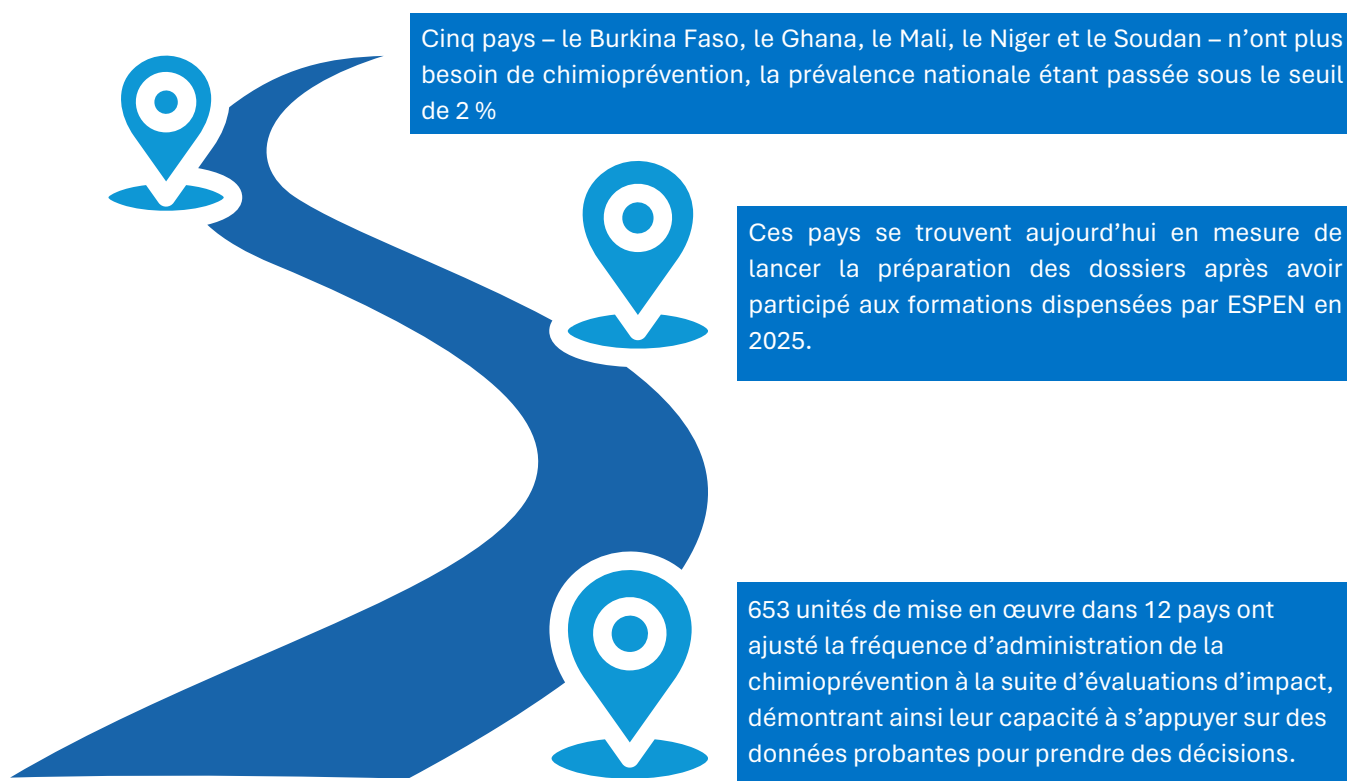 Cinq pays – le Burkina Faso, le Ghana, le Mali, le Niger et le Soudan – n’ont plus
besoin de chimioprévention, la prévalence nationale étant passée sous le seuil
de 2 %
Ces pays se trouvent aujourd’hui en mesure de
lancer la préparation des dossiers après avoir
participé aux formations dispensées par ESPEN en
2025.
653 unités de mise en œuvre dans 12 pays ont
ajusté la fréquence d’administration de la
chimioprévention à la suite d’évaluations d’impact,
démontrant ainsi leur capacité à s’appuyer sur des
données probantes pour prendre des décisions.